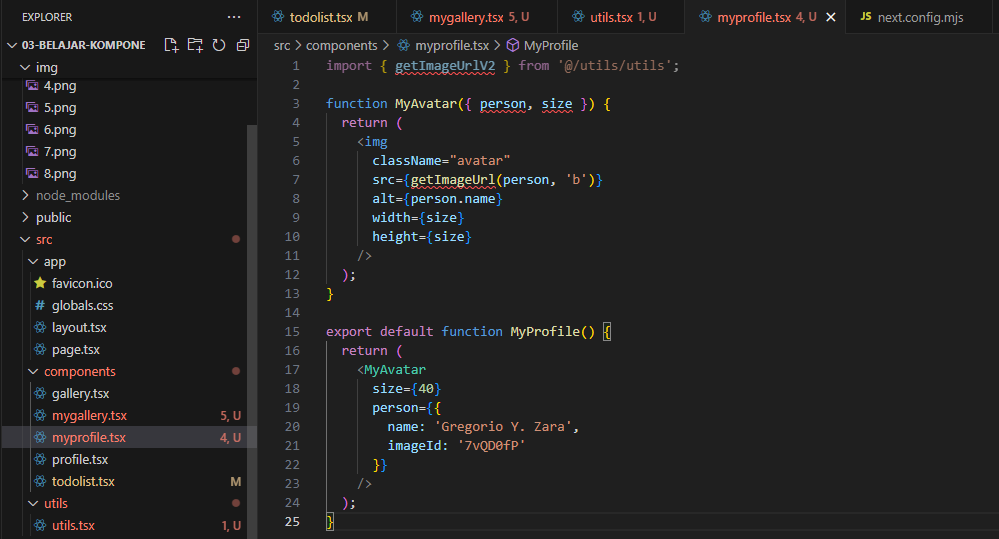 EXPLORER
03-BELAJAR-KOMPONE
img
4.png
5.png
6.png
7.png
8.png
node_modules
public
src
app
favicon.ico
# globals.css
layout.tsx
page.tsx
components
gallery.tsx
mygallery.tsx 5, U
myprofile.tsx 4, U
profile.tsx
todolist.tsx M
utils
utils.tsx 1, U
todolist.tsx M mygallery.tsx 5, U utils.tsx 1, U myprofile.tsx 4, U JS next.config.mjs
src > components > myprofile.tsx > MyProfile
1 import { getImageUrlV2 } from '@/utils/utils';
2
3 function MyAvatar({ person, size }) {
4 return (
5 <img
6 className="avatar"
7 src={getImageUrl(person, 'b')}
8 alt={person.name}
9 width={size}
10 height={size}
11 />
12 );
13 }
14
15 export default function MyProfile() {
16 return (
17 <MyAvatar
18 size={40}
19 person={{
20 name: 'Gregorio Y. Zara',
21 imageId: '7vQD0fP'
22 }}
23 />
24 );
25 }